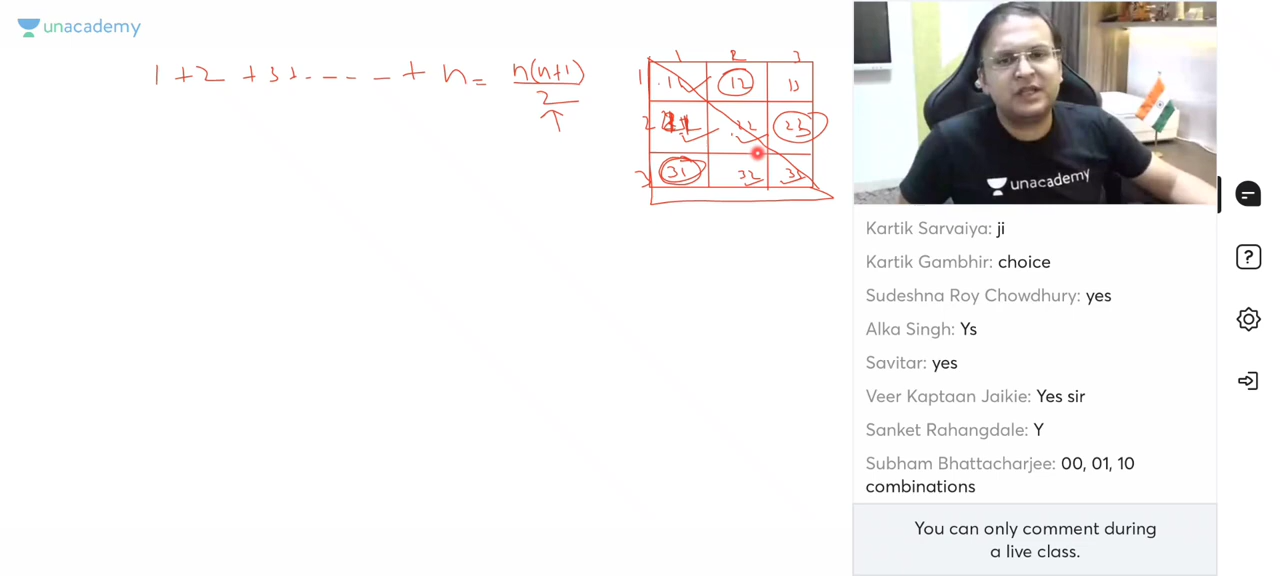 unacademy
1 + 2 + 3 + - - - - + n = n(n+1)
2
1 2 3
1 11 12 13
2 21 22 23
3 31 32 33
unacademy
Kartik Sarvaiya: ji
Kartik Gambhir: choice
Sudeshna Roy Chowdhury: yes
Alka Singh: Ys
Savitar: yes
Veer Kaptaan Jaikie: Yes sir
Sanket Rahangdale: Y
Subham Bhattacharjee: 00, 01, 10
combinations
You can only comment during
a live class.